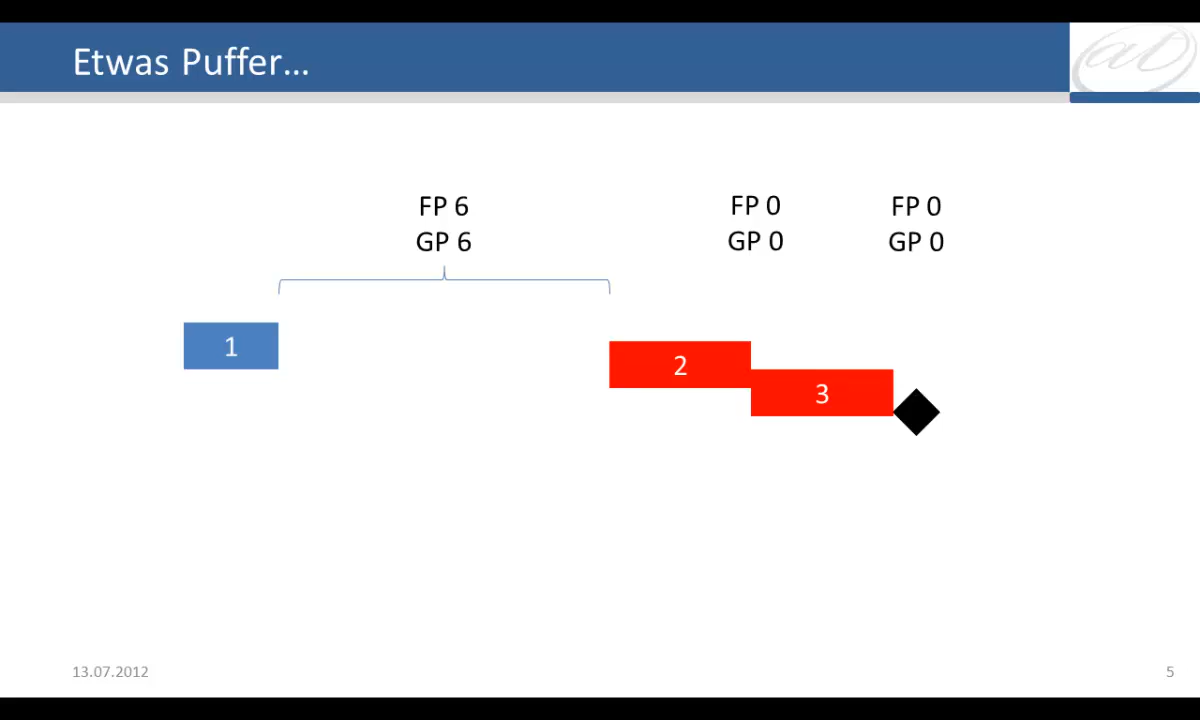 Etwas Puffer...
FP 6
GP 6
FP 0
GP 0
FP 0
GP 0
1
2
3
13.07.2012
5